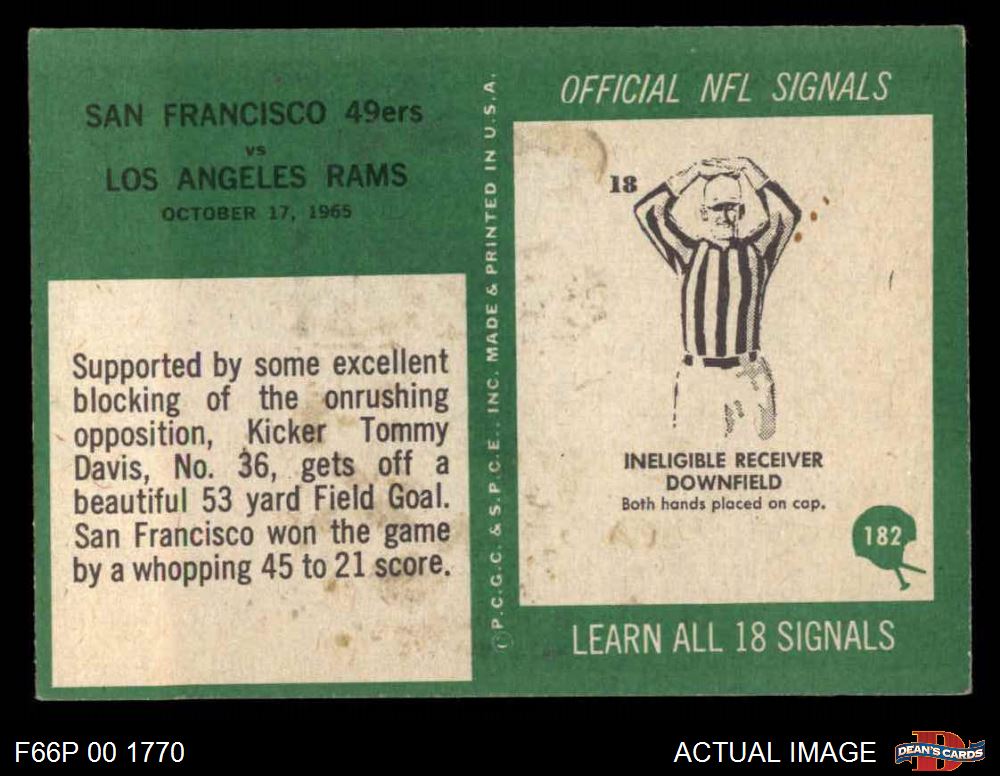 SAN FRANCISCO 49ers
vs
LOS ANGELES RAMS
OCTOBER 17, 1965
Supported by some excellent
blocking of the onrushing
opposition, Kicker Tommy
Davis, No. 36, gets off a
beautiful 53 yard Field Goal.
San Francisco won the game
by a whopping 45 to 21 score.
Ⓒ P.C.G.C. & S.P.C.E., INC. MADE & PRINTED IN U.S.A.
OFFICIAL NFL SIGNALS
18
INELIGIBLE RECEIVER
DOWNFIELD
Both hands placed on cap.
182
LEARN ALL 18 SIGNALS
F66P 00 1770
ACTUAL IMAGE
DEAN'S CARDS